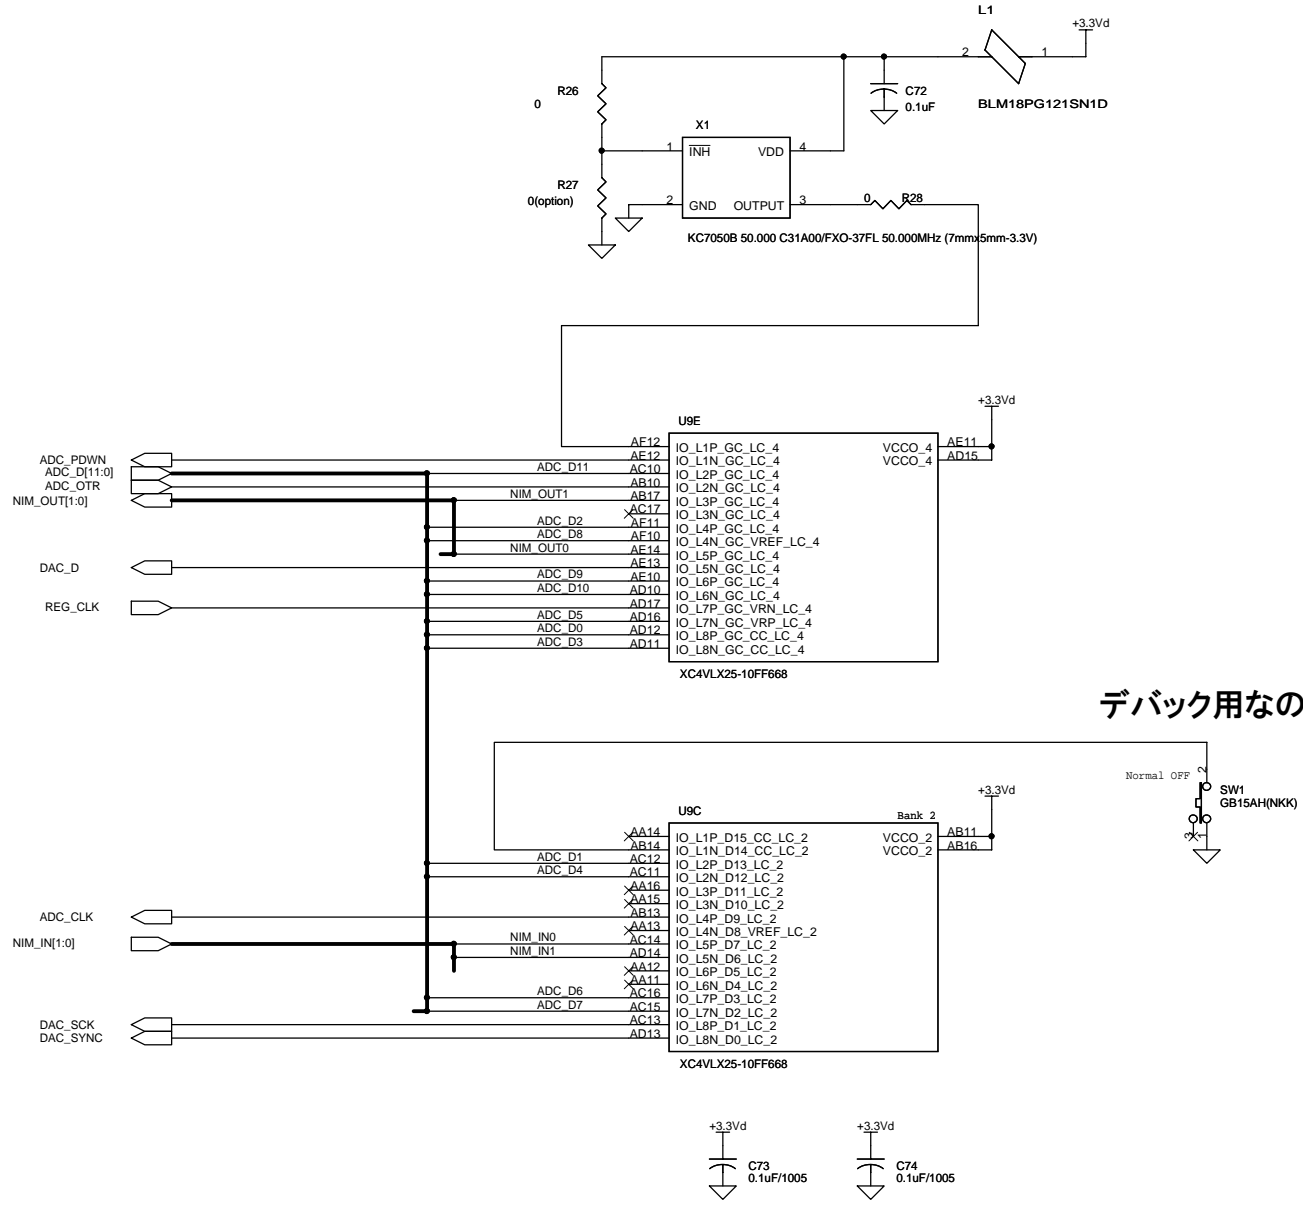 L1
+3.3Vd
2
1
BLM18PG121SN1D
C72
0.1uF
R26
0
X1
1
INH
VDD
4
R27
0(option)
2
GND
OUTPUT
3
0
R28
KC7050B 50.000 C31A00/FXO-37FL 50.000MHz (7mmx5mm-3.3V)
+3.3Vd
U9E
AF12 IO_L1P_GC_LC_4 VCCO_4 AE11
ADC_PDWN AE12 IO_L1N_GC_LC_4 VCCO_4 AD15
ADC_D[11:0] ADC_D11 AC10 IO_L2P_GC_LC_4
ADC_OTR AB10 IO_L2N_GC_LC_4
NIM_OUT[1:0] NIM_OUT1 AB17 IO_L3P_GC_LC_4
AC17 IO_L3N_GC_LC_4
ADC_D2 AF11 IO_L4P_GC_LC_4
ADC_D8 AF10 IO_L4N_GC_VREF_LC_4
NIM_OUT0 AE14 IO_L5P_GC_LC_4
DAC_D AE13 IO_L5N_GC_LC_4
ADC_D9 AE10 IO_L6P_GC_LC_4
ADC_D10 AD10 IO_L6N_GC_LC_4
REG_CLK AD17 IO_L7P_GC_VRN_LC_4
ADC_D5 AD16 IO_L7N_GC_VRP_LC_4
ADC_D0 AD12 IO_L8P_GC_CC_LC_4
ADC_D3 AD11 IO_L8N_GC_CC_LC_4
XC4VLX25-10FF668
デバック用なの
Normal OFF
2
SW1
GB15AH(NKK)
3
1
+3.3Vd
U9C
Bank 2
AA14 IO_L1P_D15_CC_LC_2 VCCO_2 AB11
AB14 IO_L1N_D14_CC_LC_2 VCCO_2 AB16
ADC_D1 AC12 IO_L2P_D13_LC_2
ADC_D4 AC11 IO_L2N_D12_LC_2
AA16 IO_L3P_D11_LC_2
AA15 IO_L3N_D10_LC_2
ADC_CLK AB13 IO_L4P_D9_LC_2
AA13 IO_L4N_D8_VREF_LC_2
NIM_IN[1:0] NIM_IN0 AC14 IO_L5P_D7_LC_2
NIM_IN1 AD14 IO_L5N_D6_LC_2
AA12 IO_L6P_D5_LC_2
AA11 IO_L6N_D4_LC_2
ADC_D6 AC16 IO_L7P_D3_LC_2
ADC_D7 AC15 IO_L7N_D2_LC_2
DAC_SCK AC13 IO_L8P_D1_LC_2
DAC_SYNC AD13 IO_L8N_D0_LC_2
XC4VLX25-10FF668
+3.3Vd
C73
0.1uF/1005
+3.3Vd
C74
0.1uF/1005